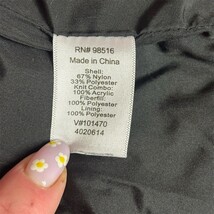 RN# 98516
Made in China
Shell:
67% Nylon
33% Polyester
Knit Combo:
100% Acrylic
Fiberfill:
100% Polyester
Lining:
100% Polyester
V#101470
4020614